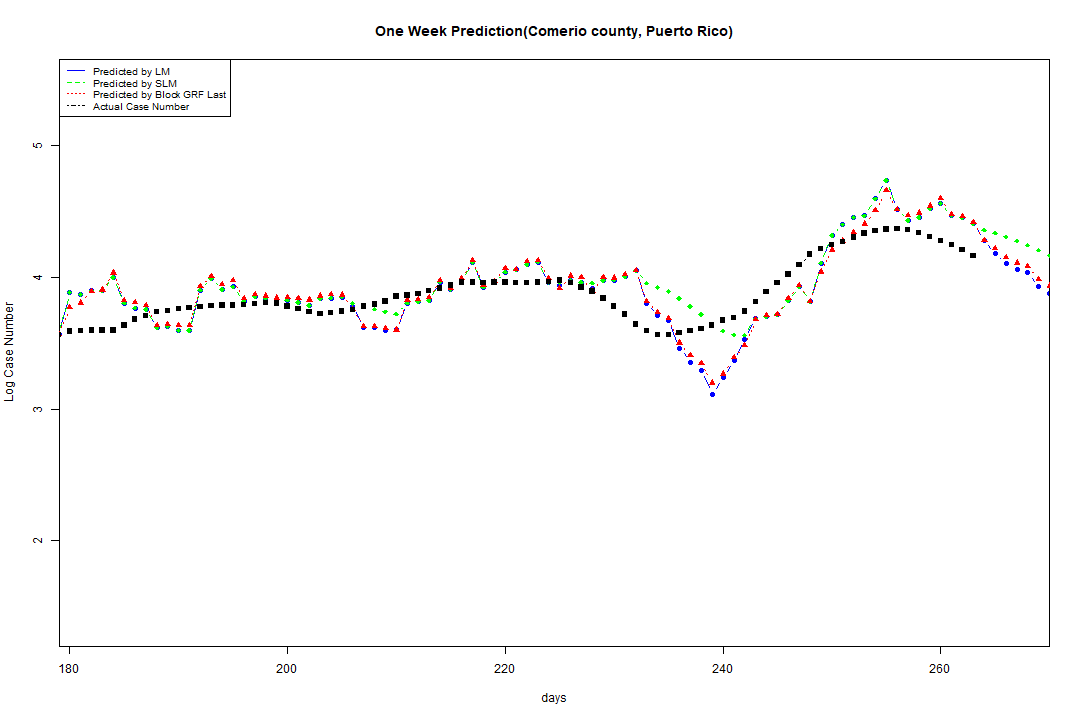 One Week Prediction(Comerio county, Puerto Rico)
Predicted by LM
Predicted by SLM
Predicted by Block GRF Last
Actual Case Number
5
4
3
2
Log Case Number
180 200 220 240 260
days